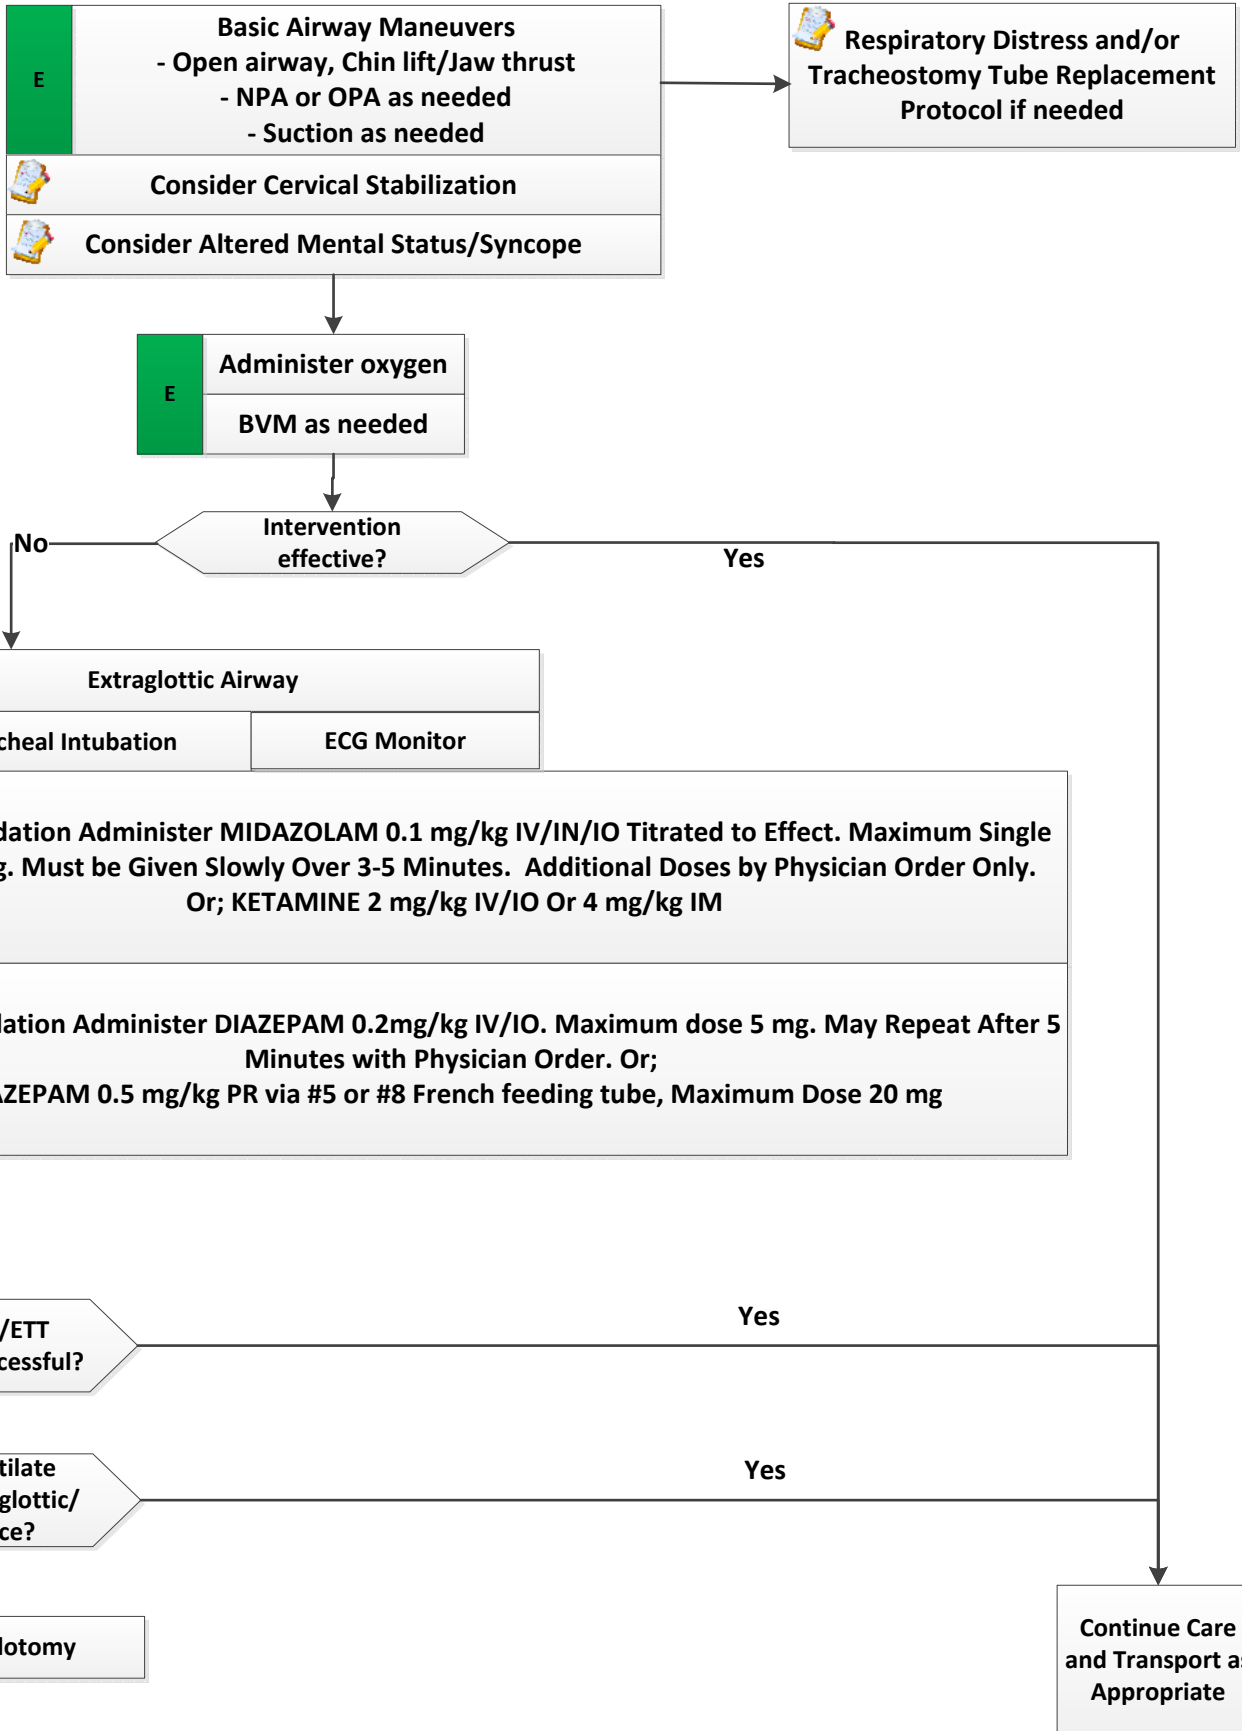 E
Basic Airway Maneuvers
- Open airway, Chin lift/Jaw thrust
- NPA or OPA as needed
- Suction as needed
Respiratory Distress and/or
Tracheostomy Tube Replacement
Protocol if needed
Consider Cervical Stabilization
Consider Altered Mental Status/Syncope
E
Administer oxygen
BVM as needed
Intervention
effective?
No
Yes
Extraglottic Airway
cheal Intubation
ECG Monitor
dation Administer MIDAZOLAM 0.1 mg/kg IV/IN/IO Titrated to Effect. Maximum Single
g. Must be Given Slowly Over 3-5 Minutes. Additional Doses by Physician Order Only.
Or; KETAMINE 2 mg/kg IV/IO Or 4 mg/kg IM
lation Administer DIAZEPAM 0.2mg/kg IV/IO. Maximum dose 5 mg. May Repeat After 5
Minutes with Physician Order. Or;
AZEPAM 0.5 mg/kg PR via #5 or #8 French feeding tube, Maximum Dose 20 mg
/ETT
cessful?
Yes
tilate
glottic/
ce?
Yes
lotomy
Continue Care
and Transport as
Appropriate